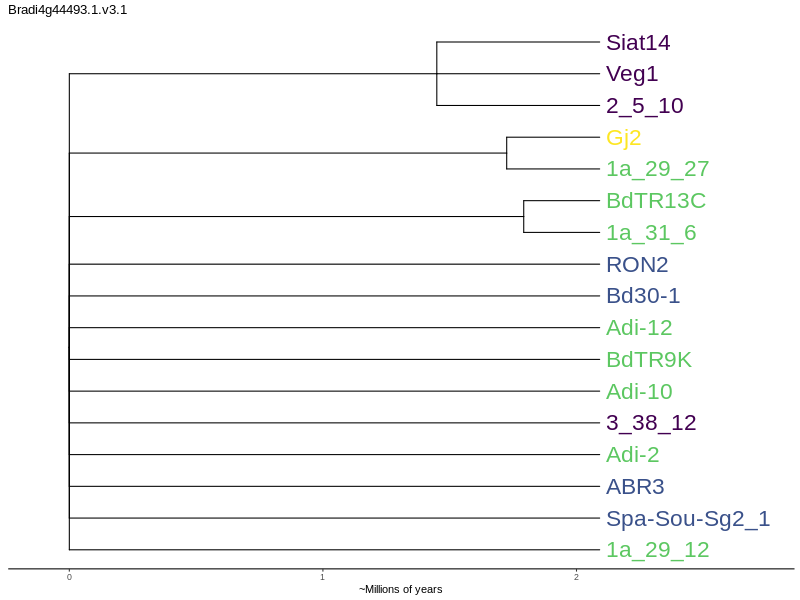 Bradi4g44493.1.v3.1
Siat14
Veg1
2_5_10
Gj2
1a_29_27
BdTR13C
1a_31_6
RON2
Bd30-1
Adi-12
BdTR9K
Adi-10
3_38_12
Adi-2
ABR3
Spa-Sou-Sg2_1
1a_29_12
0 1 2
~Millions of years